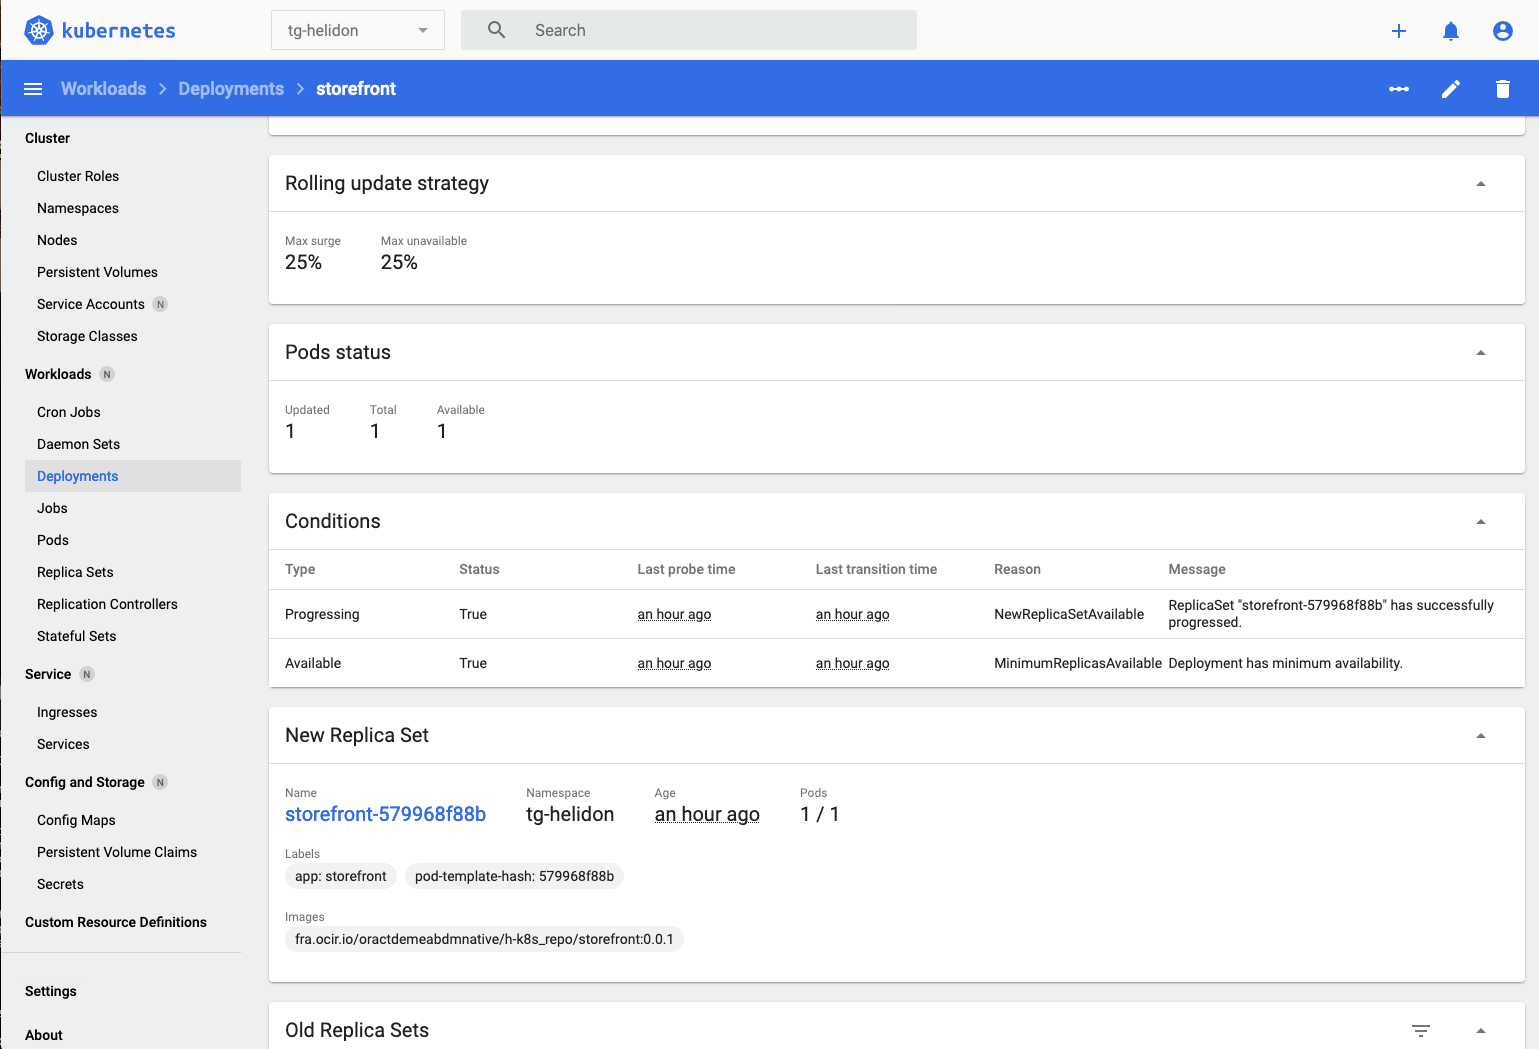 kubernetes
tg-helidon
Search
Workloads > Deployments > storefront
Cluster
Cluster Roles
Namespaces
Nodes
Persistent Volumes
Service Accounts N
Storage Classes
Workloads N
Cron Jobs
Daemon Sets
Deployments
Jobs
Pods
Replica Sets
Replication Controllers
Stateful Sets
Service N
Ingresses
Services
Config and Storage N
Config Maps
Persistent Volume Claims
Secrets
Custom Resource Definitions
Settings
About
Rolling update strategy
Max surge Max unavailable
25% 25%
Pods status
Updated Total Available
1 1 1
Conditions
Type Status Last probe time Last transition time Reason Message
Progressing True an hour ago an hour ago NewReplicaSetAvailable ReplicaSet "storefront-579968f88b" has successfully
progressed.
Available True an hour ago an hour ago MinimumReplicasAvailable Deployment has minimum availability.
New Replica Set
Name Namespace Age Pods
storefront-579968f88b tg-helidon an hour ago 1 / 1
Labels
app: storefront pod-template-hash: 579968f88b
Images
fra.ocir.io/oractdemeabdmnative/h-k8s_repo/storefront:0.0.1
Old Replica Sets